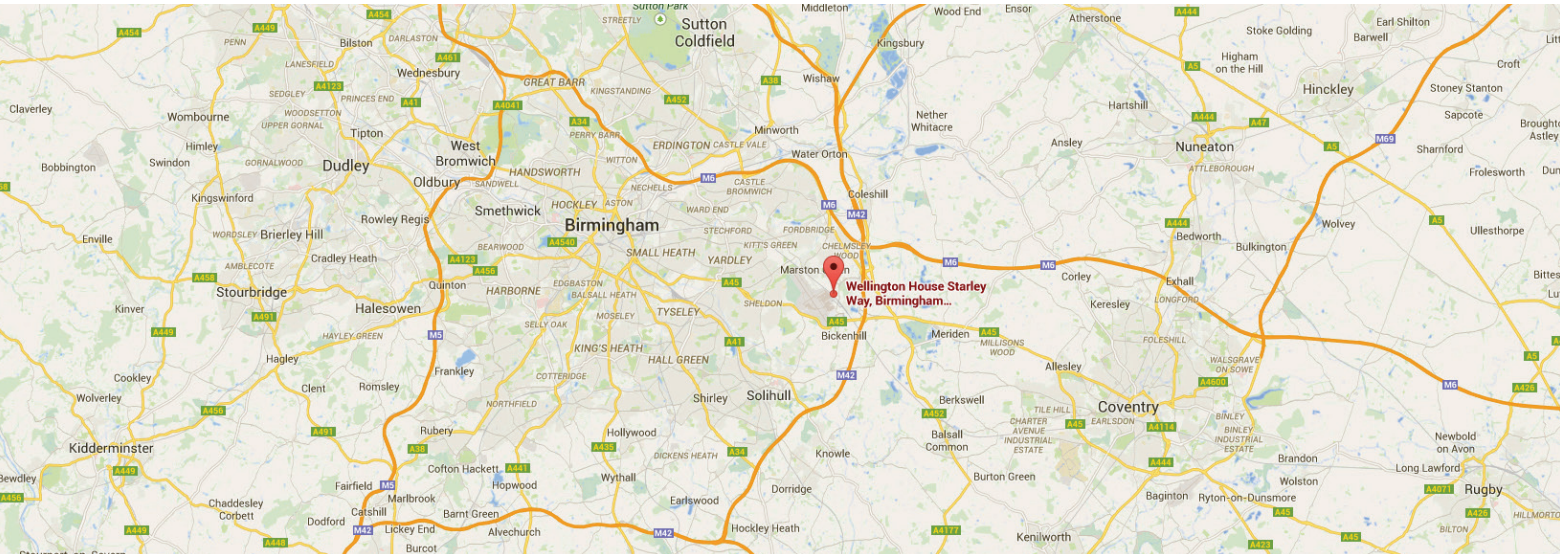 Sutton Park
Middleton
Wood End
Ensor
Atherstone
A444
Stoke Golding
Earl Shilton
Barwell
A454
A449
STREETLY
Sutton
Coldfield
A454
PENN
Bilston
DARLASTON
A461
Kingsbury
Higham
on the Hill
A5
Croft
LANESFIELD
Wednesbury
GREAT BARR
Wishaw
A38
SEDGLEY
A4123
PRINCES END
A41
A4041
KINGSTANDING
A452
Hinckley
Stoney Stanton
Claverley
Wombourne
WOODSETTON
UPPER GORNAL
A34
Hartshill
Nether
Whitacre
A444
A47
Sapcote
Tipton
PERRY BARR
Minworth
M69
Broughton
Astley
Himley
West
Bromwich
ERDINGTON
CASTLE VALE
Ansley
Nuneaton
A5
Sharnford
Bobbington
Swindon
GORNALWOOD
Dudley
WITTON
Water Orton
ATTLEBOROUGH
Frolesworth
HANDSWORTH
M6
Oldbury
SANDWELL
NECHELLS
CASTLE
BROMWICH
Coleshill
Kingswinford
HOCKLEY
ASTON
M6
Smethwick
WARD END
M42
Rowley Regis
Birmingham
STECHFORD
FORDBRIDGE
A444
Wolvey
A5
Enville
WORDSLEY
Brierley Hill
BEARWOOD
A4540
KITT'S GREEN
CHELMSLEY
WOOD
Bedworth
Bulkington
Ullesthorpe
Cradley Heath
A4123
SMALL HEATH
YARDLEY
M6
M6
AMBLECOTE
A456
Marston Green
Corley
A458
Quinton
HARBORNE
EDGBASTON
A45
Wellington House Starley
Way, Birmingham...
Exhall
Stourbridge
BALSALL HEATH
SHELDON
Keresley
LONGFORD
Kinver
A491
Halesowen
MOSELEY
TYSELEY
A45
A449
HAYLEY GREEN
M5
SELLY OAK
A41
Bickenhill
Meriden
A45
MILLISONS
WOOD
FOLESHILL
Hagley
KING'S HEATH
HALL GREEN
WALSGRAVE
ON SOWE
A5
Cookley
Frankley
COTTERIDGE
M42
Allesley
A4600
M6
A426
Clent
Romsley
Wolverley
Shirley
Solihull
Berkswell
Coventry
A456
NORTHFIELD
A452
TILE HILL
CHARTER
AVENUE
INDUSTRIAL
ESTATE
EARLSDON
A45
A4114
BINLEY
BINLEY
INDUSTRIAL
ESTATE
A491
Rubery
Hollywood
Balsall
Common
Newbold
on Avon
Kidderminster
A38
A435
A34
Knowle
Brandon
A449
Cofton Hackett
A441
DICKENS HEATH
A444
Long Lawford
Bewdley
Fairfield
M5
Hopwood
Wythall
Burton Green
Wolston
A4071
Rugby
A456
Marlbrook
Dorridge
Baginton
Ryton-on-Dunsmore
Chaddesley
Corbett
Catshill
Barnt Green
Earlswood
A45
A426
HILLMORTON
Dodford
A449
M42
Lickey End
Alvechurch
M42
Hockley Heath
A4177
BILTON
A448
Burcot
Kenilworth
A423
A45